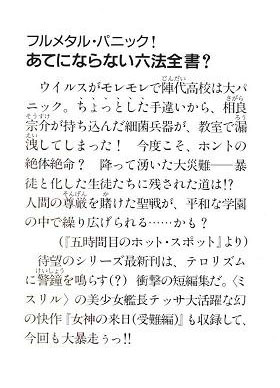 フルメタル・パニック！
あてにならない六法全書？
ウイルスがモレモレで陣代高校は大パ
ニック。ちょっとした手違いから、相良
宗介が持ち込んだ細菌兵器が、教室で漏
洩してしまった！　今度こそ、ホントの
絶体絶命？　降って湧いた大災難──暴
徒と化した生徒たちに残された道は!?
人間の尊厳を賭けた聖戦が、平和な学園
の中で繰り広げられる……かも？
（『五時間目のホット・スポット』より）
待望のシリーズ最新刊は、テロリズム
に警鐘を鳴らす(？)　衝撃の短編集だ。〈ミ
スリル〉の美少女艦長テッサ大活躍な幻
の快作『女神の来日(受難編)』も収録して、
今回も大暴走ぅっ!!